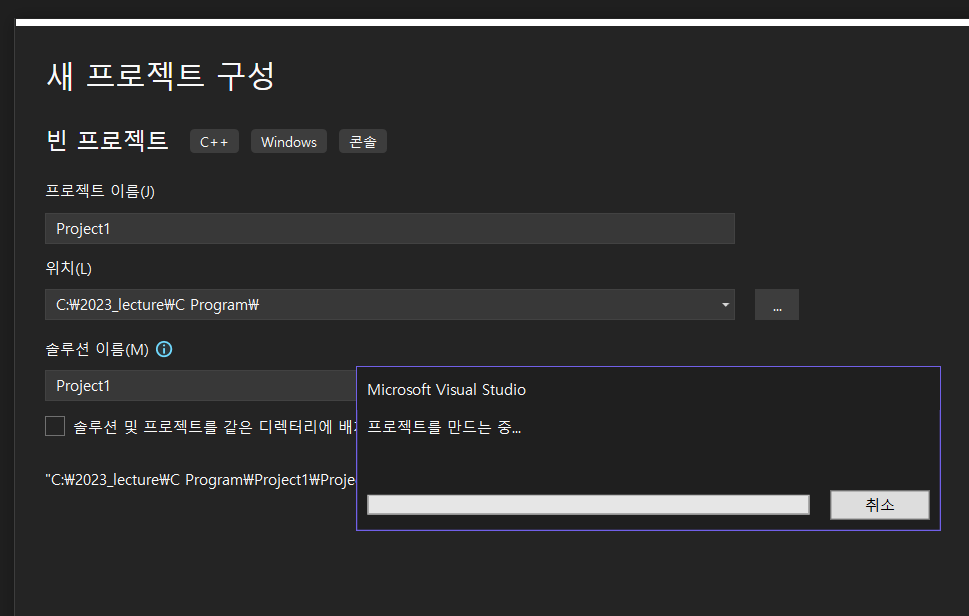 새 프로젝트 구성
빈 프로젝트 C++ Windows 콘솔
프로젝트 이름(J)
Project1
위치(L)
C:₩2023_lecture₩C Program₩
...
솔루션 이름(M)
Project1
Microsoft Visual Studio
솔루션 및 프로젝트를 같은 디렉터리에
프로젝트를 만드는 중...
"C:₩2023_lecture₩C Program₩Project1₩Proje
취소